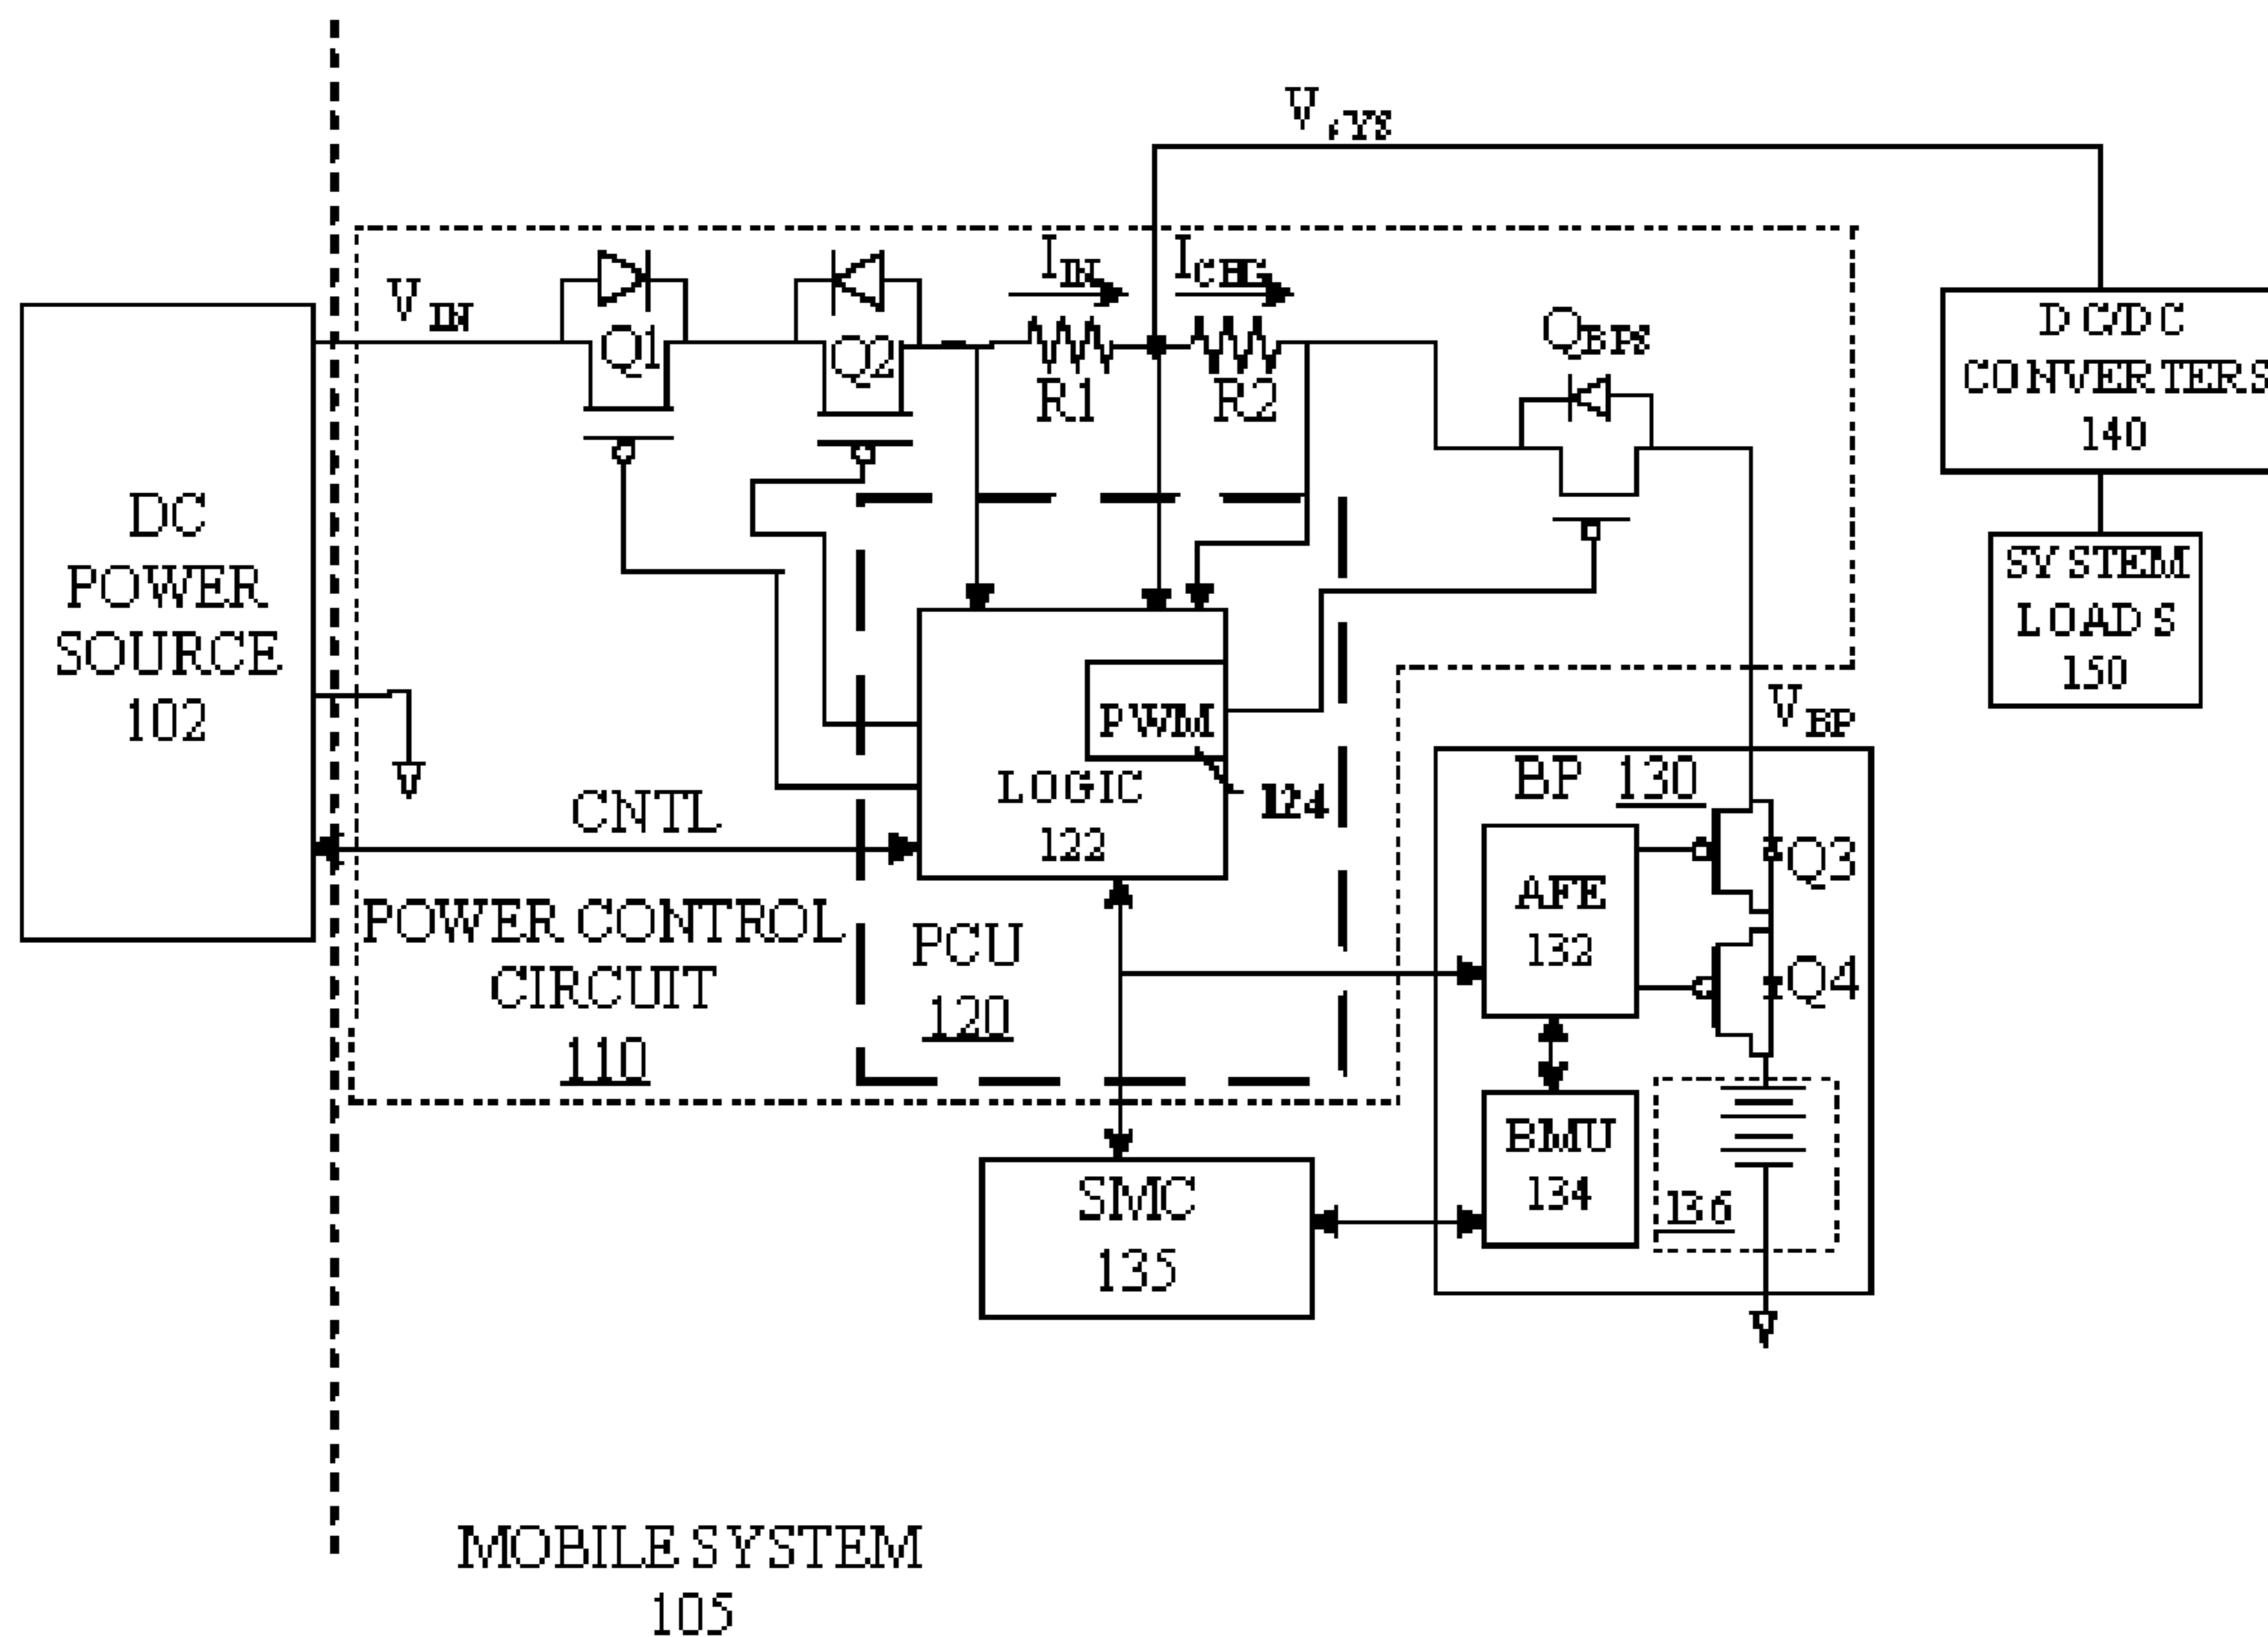 VSYS
IIN
ICHG
VIN
Q1
Q2
QBPS
R1
R2
DC/DC
CONVERTERS
140
DC
POWER
SOURCE
102
SYSTEM
LOADS
150
PWM
124
VBP
LOGIC
122
CNTL
BP 130
Q3
AFE
132
POWER CONTROL
CIRCUIT
110
PCU
120
Q4
BMU
134
136
SMC
135
MOBILE SYSTEM
105